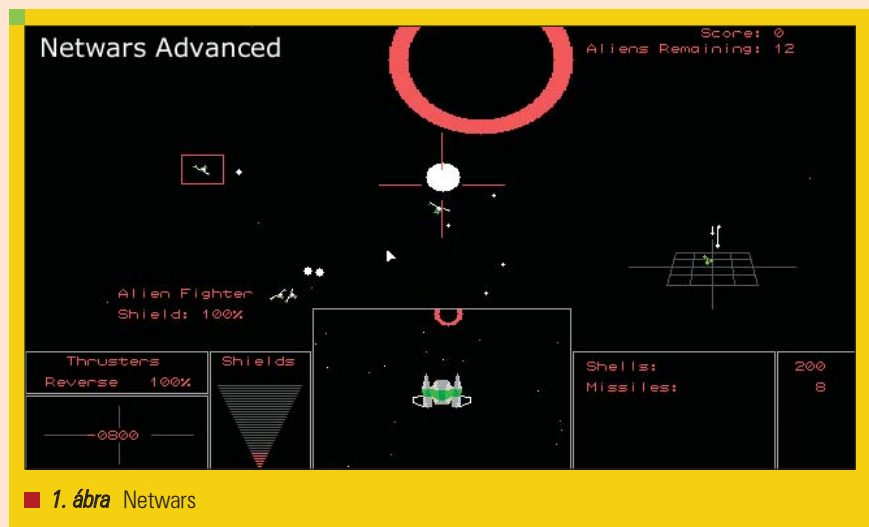 Netwars Advanced
Score: 0
Aliens Remaining: 12
Alien Fighter
Shield: 100%
Thrusters
Reverse 100%
-0800
Shields
Shells: 200
Missiles: 8
1. ábra Netwars